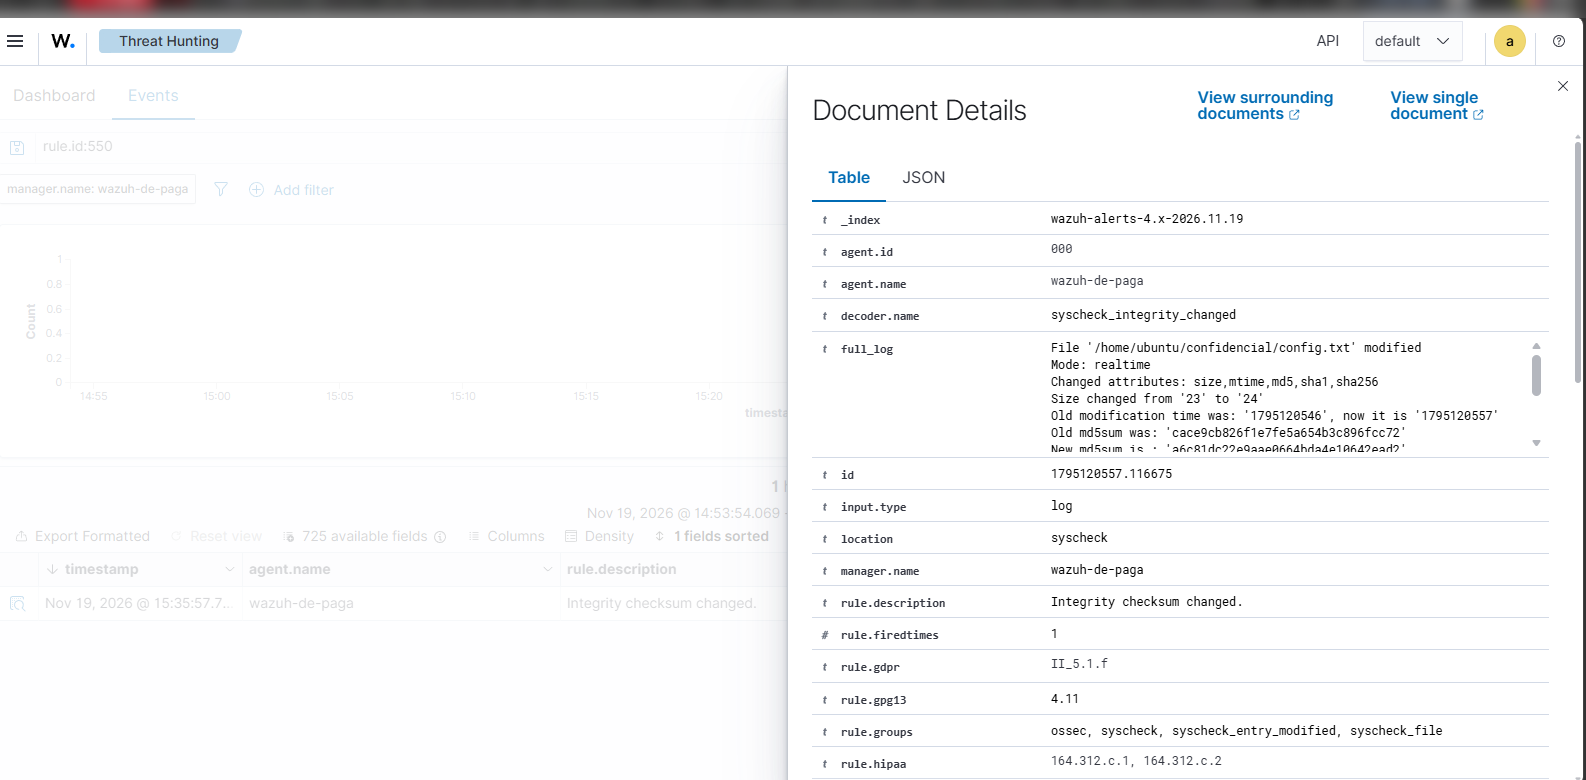 W.
Threat Hunting
API
default
a
Dashboard
Events
rule.id:550
manager.name: wazuh-de-paga
Add filter
Count
1
0.8
0.6
0.4
0.2
0
14:55
15:00
15:05
15:10
15:15
15:20
timesta
1
Nov 19, 2026 @ 14:53:54.069 -
Export Formatted
Reset view
725 available fields
Columns
Density
1 fields sorted
timestamp
agent.name
rule.description
Nov 19, 2026 @ 15:35:57.7...
wazuh-de-paga
Integrity checksum changed.
Document Details
View surrounding
documents
View single
document
Table
JSON
t _index wazuh-alerts-4.x-2026.11.19
t agent.id 000
t agent.name wazuh-de-paga
t decoder.name syscheck_integrity_changed
t full_log File '/home/ubuntu/confidencial/config.txt' modified
Mode: realtime
Changed attributes: size,mtime,md5,sha1,sha256
Size changed from '23' to '24'
Old modification time was: '1795120546', now it is '1795120557'
Old md5sum was: 'cace9cb826f1e7fe5a654b3c896fcc72'
New md5sum is : 'a6c81dc22e9aae0664bda4e10642ead2'
t id 1795120557.116675
t input.type log
t location syscheck
t manager.name wazuh-de-paga
t rule.description Integrity checksum changed.
# rule.firedtimes 1
t rule.gdpr II_5.1.f
t rule.gpg13 4.11
t rule.groups ossec, syscheck, syscheck_entry_modified, syscheck_file
t rule.hipaa 164.312.c.1, 164.312.c.2